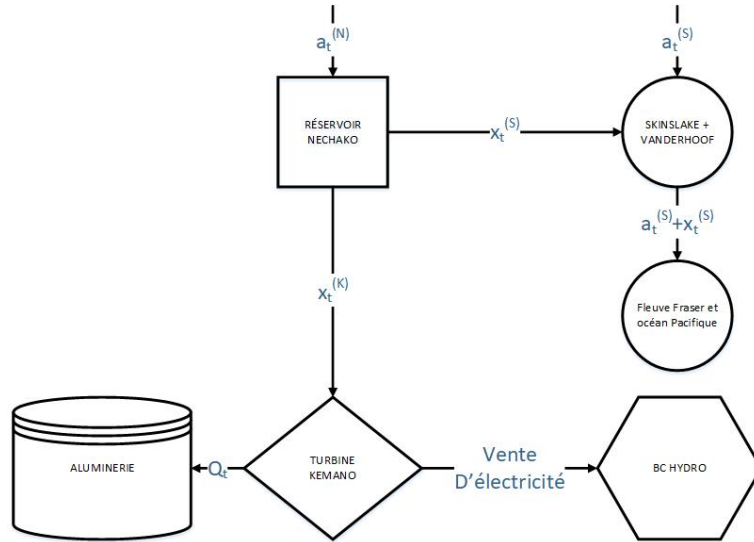 a_t^(N)
a_t^(S)
RÉSERVOIR
NECHAKO
x_t^(S)
SKINSLAKE +
VANDERHOOF
a_t^(S)+x_t^(S)
x_t^(K)
Fleuve Fraser et
océan Pacifique
ALUMINERIE
Q_t
TURBINE
KEMANO
Vente
D’électricité
BC HYDRO